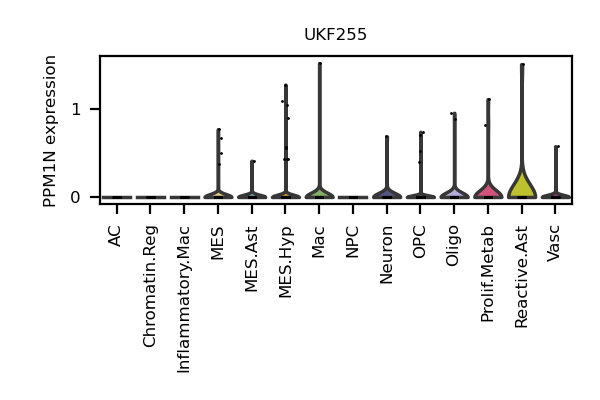 UKF255
PPM1N expression
1
0
AC
Chromatin.Reg
Inflammatory.Mac
MES
MES.Ast
MES.Hyp
Mac
NPC
Neuron
OPC
Oligo
Prolif.Metab
Reactive.Ast
Vasc